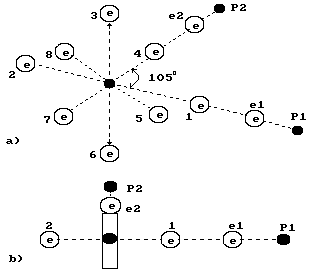 3 e
e2 e P2
8 e 4 e
2 e
105°
7 e 5 e 1 e e1 e P1
a)
6 e
P2
e e2
2 e 1 e e1 e P1
b)